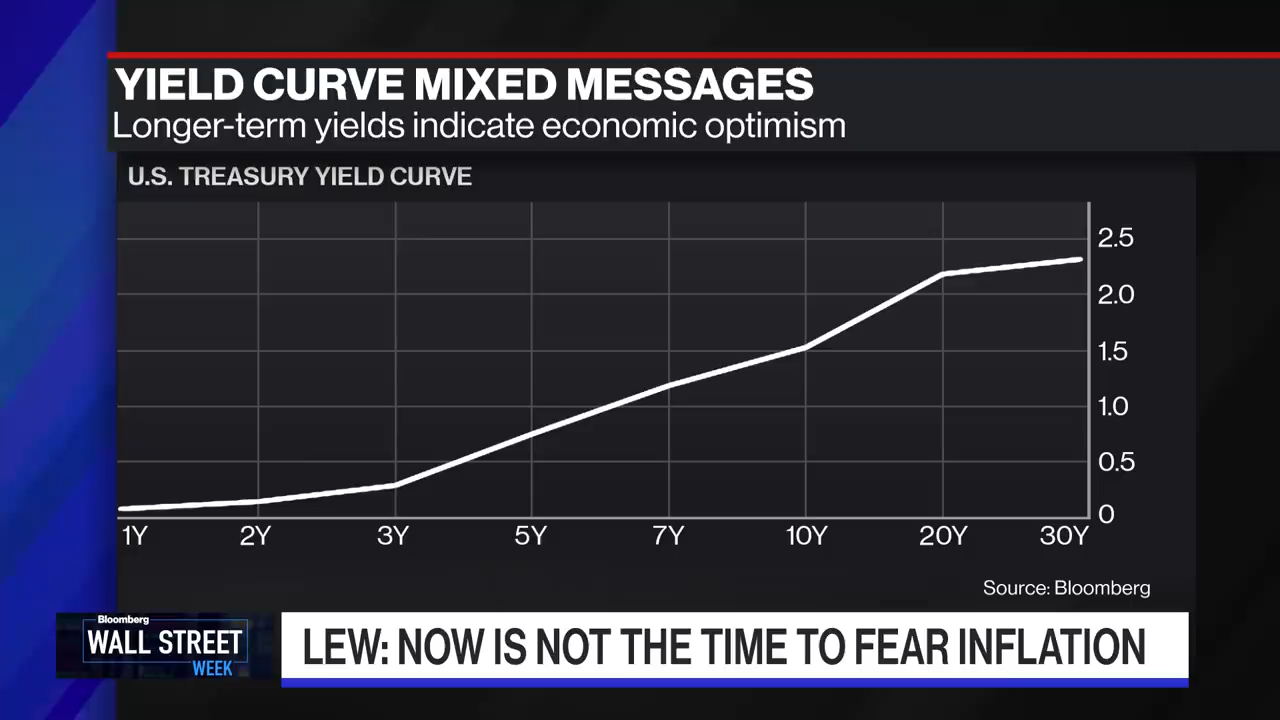 YIELD CURVE MIXED MESSAGES
Longer-term yields indicate economic optimism
U.S. TREASURY YIELD CURVE
2.5
2.0
1.5
1.0
0.5
0
1Y 2Y 3Y 5Y 7Y 10Y 20Y 30Y
Source: Bloomberg
Bloomberg
WALL STREET
WEEK
LEW: NOW IS NOT THE TIME TO FEAR INFLATION